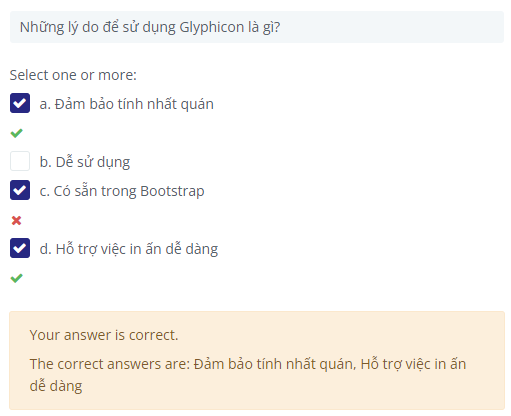 Những lý do để sử dụng Glyphicon là gì?
Select one or more:
a. Đảm bảo tính nhất quán
b. Dễ sử dụng
c. Có sẵn trong Bootstrap
d. Hỗ trợ việc in ấn dễ dàng
Your answer is correct.
The correct answers are: Đảm bảo tính nhất quán, Hỗ trợ việc in ấn
dễ dàng